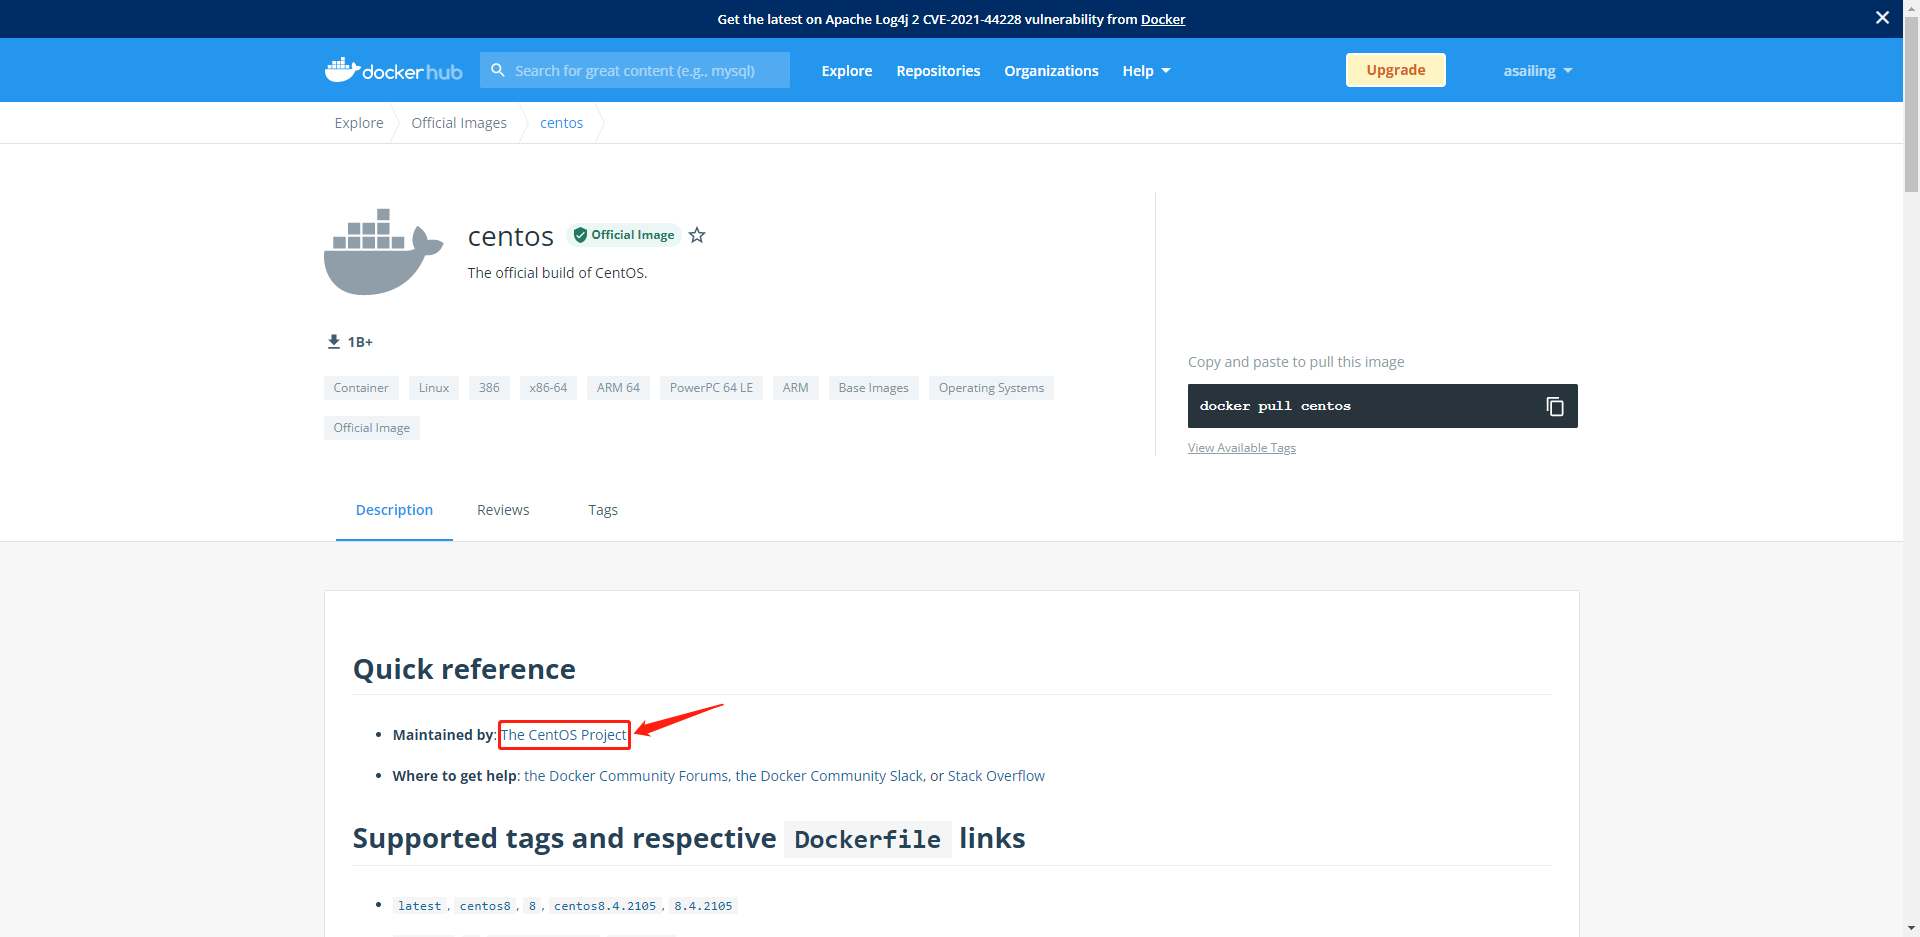 Get the latest on Apache Log4j 2 CVE-2021-44228 vulnerability from Docker
docker hub
Search for great content (e.g., mysql)
Explore
Repositories
Organizations
Help
Upgrade
asailing
Explore
Official Images
centos
centos
Official Image
The official build of CentOS.
1B+
Container
Linux
386
x86-64
ARM 64
PowerPC 64 LE
ARM
Base Images
Operating Systems
Official Image
Copy and paste to pull this image
docker pull centos
View Available Tags
Description
Reviews
Tags
Quick reference
• Maintained by: The CentOS Project
• Where to get help: the Docker Community Forums, the Docker Community Slack, or Stack Overflow
Supported tags and respective Dockerfile links
• latest, centos8, 8, centos8.4.2105, 8.4.2105